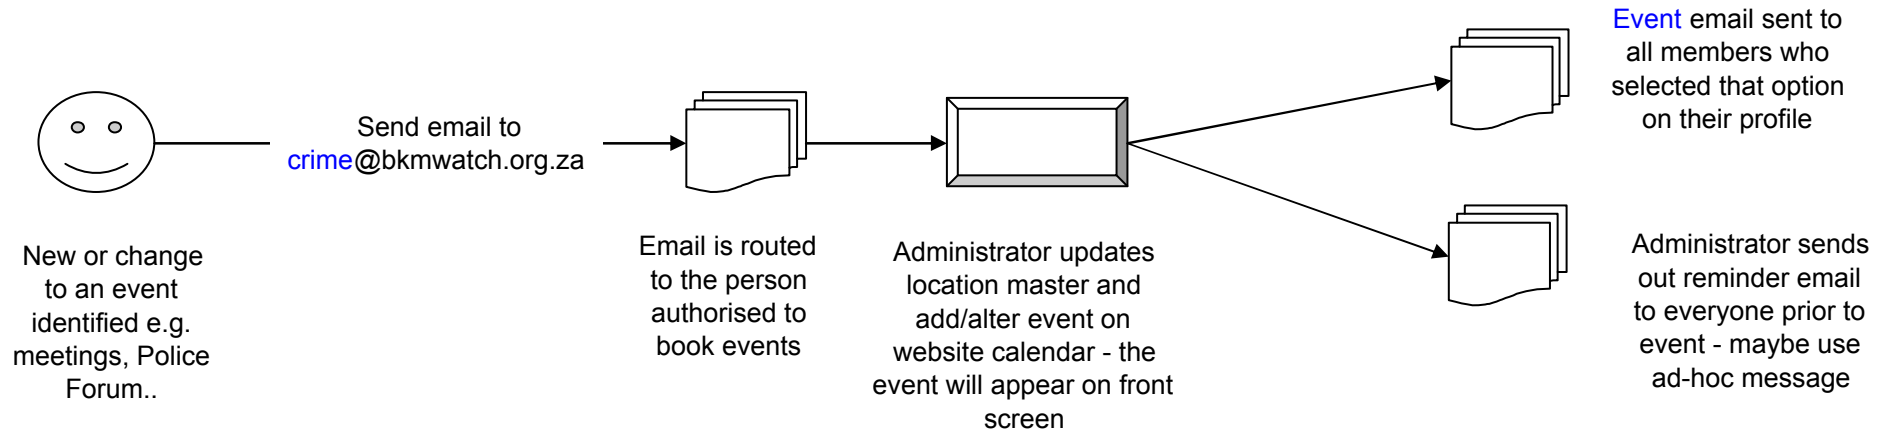 New or change
to an event
identified e.g.
meetings, Police
Forum..
Send email to
crime@bkmwatch.org.za
Email is routed
to the person
authorised to
book events
Administrator updates
location master and
add/alter event on
website calendar - the
event will appear on front
screen
Event email sent to
all members who
selected that option
on their profile
Administrator sends
out reminder email
to everyone prior to
event - maybe use
ad-hoc message